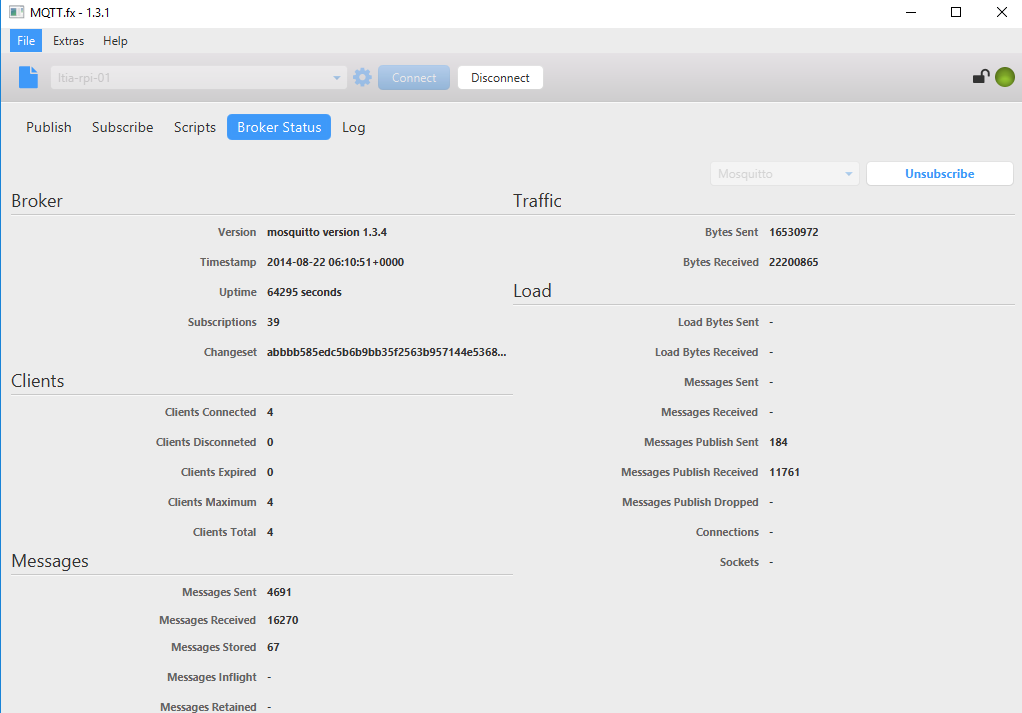 MQTT.fx - 1.3.1
File Extras Help
ltia-rpi-01 Connect Disconnect
Publish Subscribe Scripts Broker Status Log
Mosquitto Unsubscribe
Broker
Version mosquitto version 1.3.4
Timestamp 2014-08-22 06:10:51+0000
Uptime 64295 seconds
Subscriptions 39
Changeset abbbb585edc5b6b9bb35f2563b957144e5368...
Clients
Clients Connected 4
Clients Disconneted 0
Clients Expired 0
Clients Maximum 4
Clients Total 4
Messages
Messages Sent 4691
Messages Received 16270
Messages Stored 67
Messages Inflight -
Messages Retained -
Traffic
Bytes Sent 16530972
Bytes Received 22200865
Load
Load Bytes Sent -
Load Bytes Received -
Messages Sent -
Messages Received -
Messages Publish Sent 184
Messages Publish Received 11761
Messages Publish Dropped -
Connections -
Sockets -